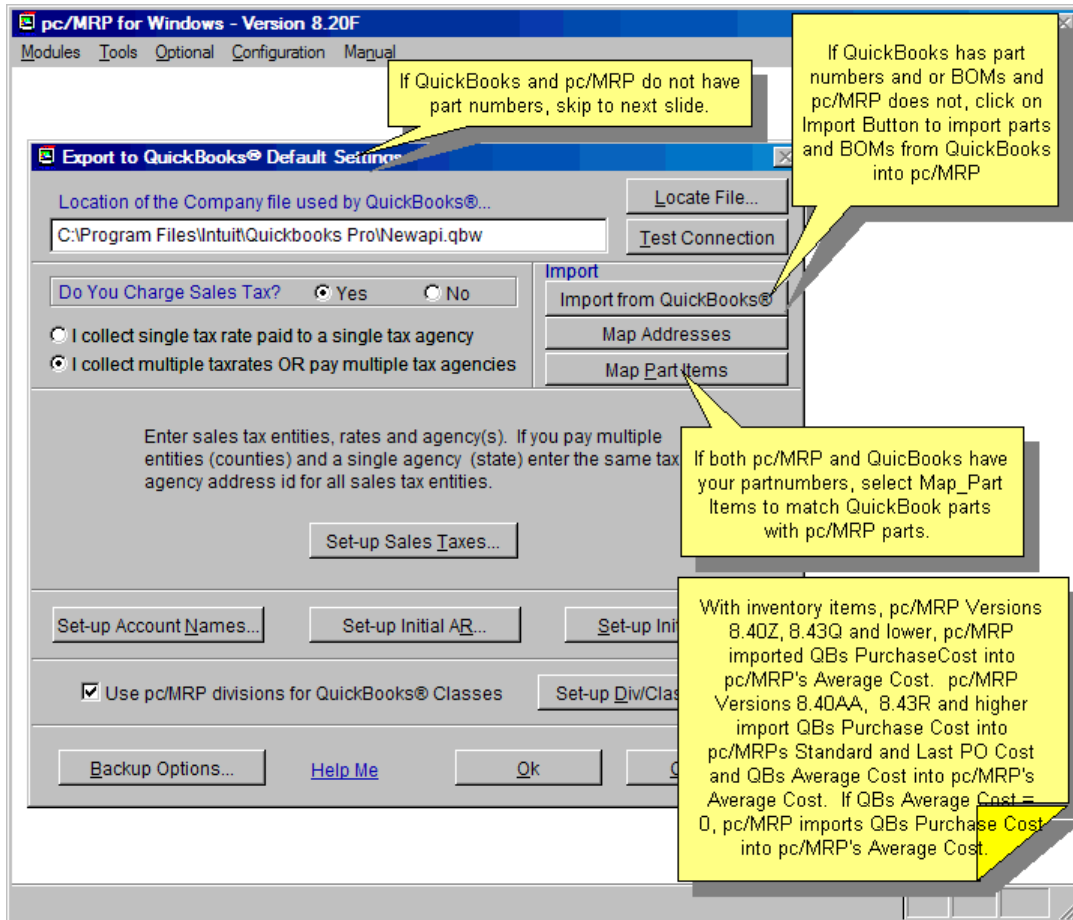 pc/MRP for Windows - Version 8.20F
Modules Tools Optional Configuration Manual
If QuickBooks and pc/MRP do not have
part numbers, skip to next slide.
If QuickBooks has part
numbers and or BOMs and
pc/MRP does not, click on
Import Button to import parts
and BOMs from QuickBooks
into pc/MRP
Export to QuickBooks® Default Settings
Location of the Company file used by QuickBooks®...
Locate File...
C:\Program Files\Intuit\Quickbooks Pro\Newapi.qbw
Test Connection
Do You Charge Sales Tax? Yes No
I collect single tax rate paid to a single tax agency
I collect multiple taxrates OR pay multiple tax agencies
Import
Import from QuickBooks®
Map Addresses
Map Part Items
Enter sales tax entities, rates and agency(s). If you pay multiple
entities (counties) and a single agency (state) enter the same tax
agency address id for all sales tax entities.
If both pc/MRP and QuicBooks have
your partnumbers, select Map_Part
Items to match QuickBook parts
with pc/MRP parts.
Set-up Sales Taxes...
Set-up Account Names... Set-up Initial AR... Set-up
Use pc/MRP divisions for QuickBooks® Classes
Set-up
Backup Options... Help Me Ok
With inventory items, pc/MRP Versions
8.40Z, 8.43Q and lower, pc/MRP
imported QBs PurchaseCost into
pc/MRP's Average Cost. pc/MRP
Versions 8.40AA, 8.43R and higher
import QBs Purchase Cost into
pc/MRPs Standard and Last PO Cost
and QBs Average Cost into pc/MRP's
Average Cost. If QBs Average Cost =
0, pc/MRP imports QBs Purchase Cost
into pc/MRP's Average Cost.